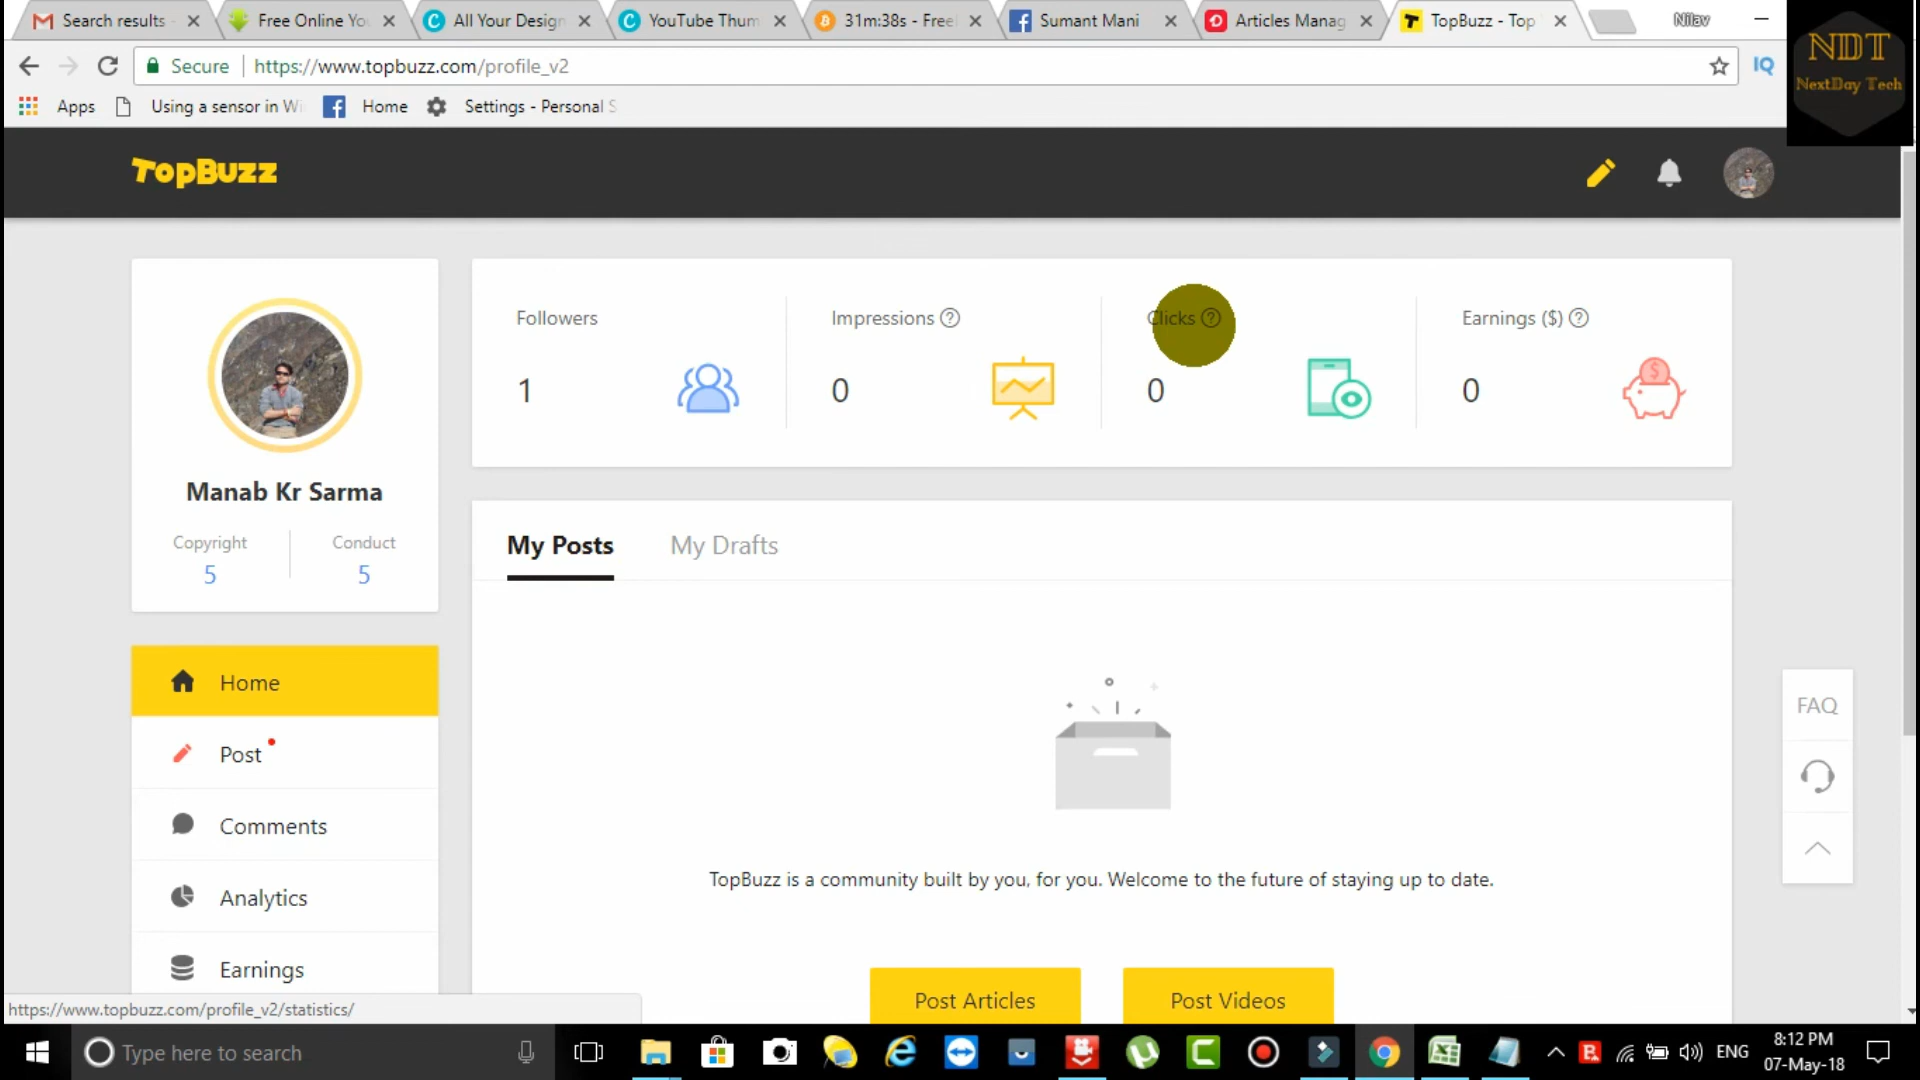 Search results
Free Online Yo
All Your Design
YouTube Thum
31m:38s - Free
Sumant Mani
Articles Manag
TopBuzz - Top
Nilav
Secure
https://www.topbuzz.com/profile_v2
IQ
NDT
NextDay Tech
Apps
Using a sensor in Wi
Home
Settings - Personal S
TopBuzz
Followers
1
Impressions
0
Clicks
0
Earnings ($)
0
Manab Kr Sarma
Copyright
5
Conduct
5
Home
Post
Comments
Analytics
Earnings
My Posts
My Drafts
TopBuzz is a community built by you, for you. Welcome to the future of staying up to date.
Post Articles
Post Videos
FAQ
https://www.topbuzz.com/profile_v2/statistics/
Type here to search
ENG
8:12 PM
07-May-18